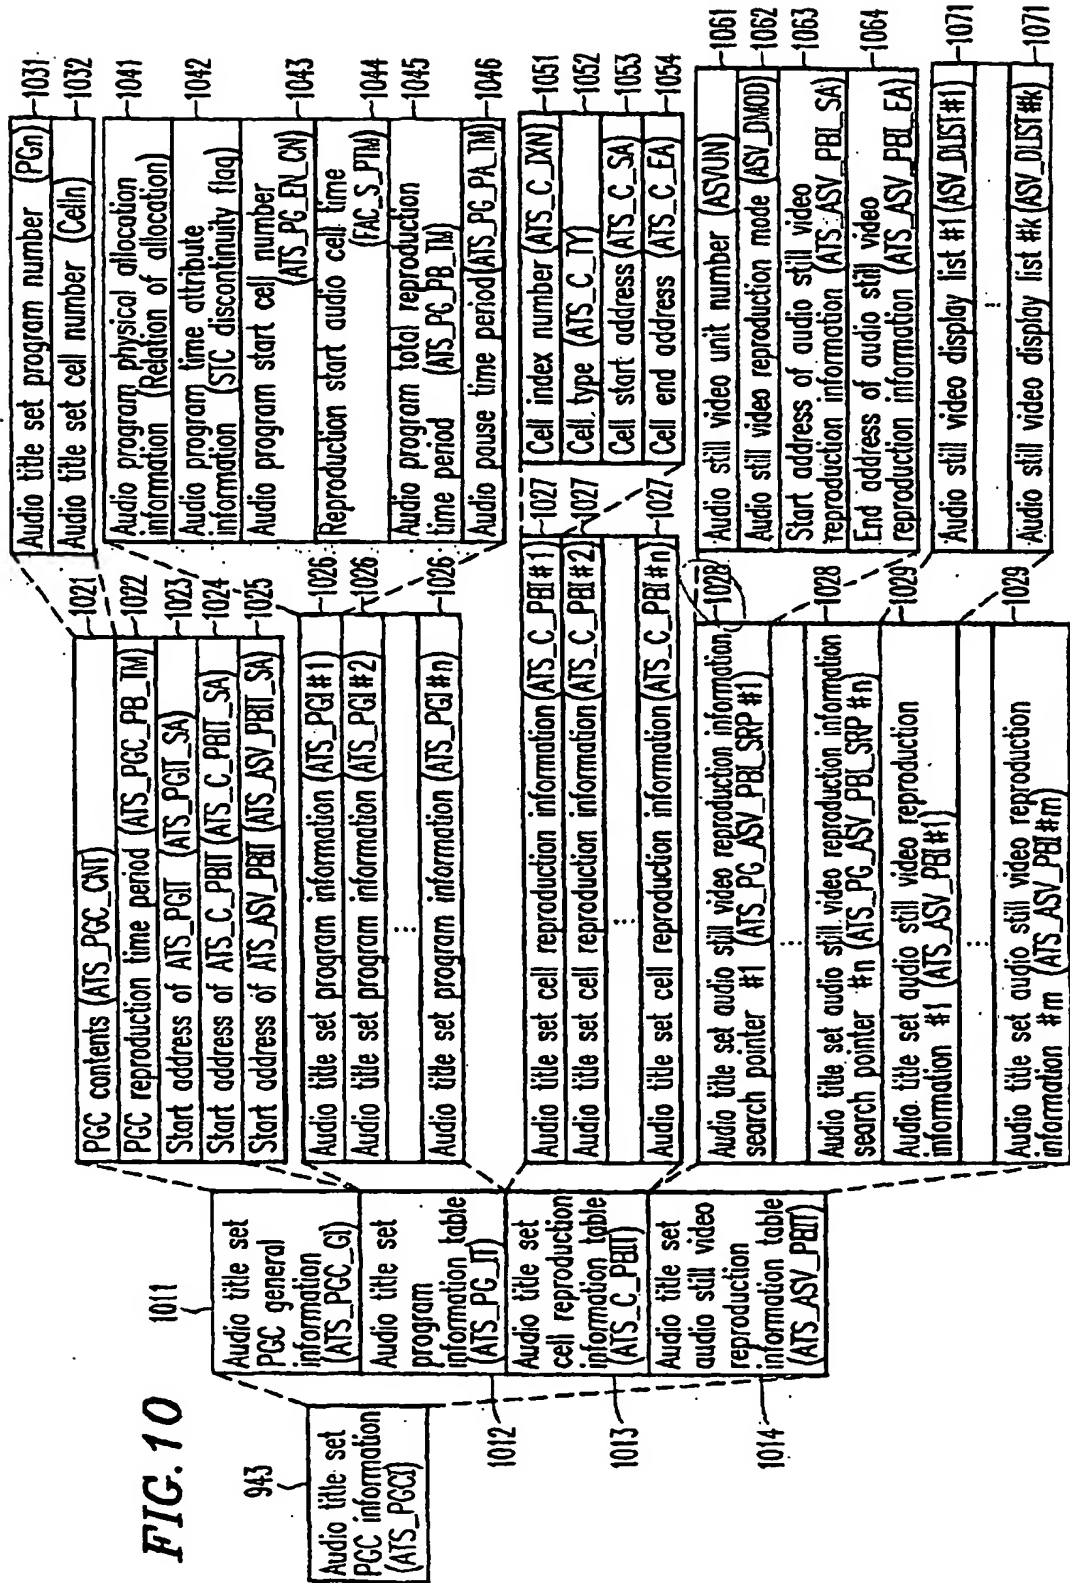 FIG. 10
943
Audio title set
PGC information
(ATS_PGCI)
1011
Audio title set
PGC general
information
(ATS_PGC_GI)
Audio title set
program
information table
(ATS_PG_IT)
1012
Audio title set
cell reproduction
information table
(ATS_C_PBIT)
1013
Audio title set
audio still video
reproduction
information table
(ATS_ASV_PBIT)
1014
PGC contents (ATS_PGC_CNT) 1021
PGC reproduction time period (ATS_PGC_PB_TM) 1022
Start address of ATS_PGIT (ATS_PGIT_SA) 1023
Start address of ATS_C_PBIT (ATS_C_PBIT_SA) 1024
Start address of ATS_ASV_PBIT (ATS_ASV_PBIT_SA) 1025
Audio title set program information (ATS_PGI#1) 1026
Audio title set program information (ATS_PGI#2) 1026
...
Audio title set program information (ATS_PGI#n) 1026
Audio title set cell reproduction information (ATS_C_PBI#1) 1027
Audio title set cell reproduction information (ATS_C_PBI#2) 1027
...
Audio title set cell reproduction information (ATS_C_PBI#n) 1027
Audio title set audio still video reproduction information 1028
search pointer #1 (ATS_PG_ASV_PBI_SRP#1)
...
Audio title set audio still video reproduction information 1028
search pointer #n (ATS_PG_ASV_PBI_SRP#n)
Audio title set audio still video reproduction 1029
information #1 (ATS_ASV_PBI#1)
...
Audio title set audio still video reproduction 1029
information #m (ATS_ASV_PBI#m)
Audio title set program number (PGn) 1031
Audio title set cell number (Celln) 1032
Audio program physical allocation 1041
information (Relation of allocation)
Audio program time attribute 1042
information (STC discontinuity flag)
Audio program start cell number 1043
(ATS_PG_EN_CN)
Reproduction start audio cell time 1044
(FAC_S_PTM)
Audio program total reproduction 1045
time period (ATS_PG_PB_TM)
Audio pause time period (ATS_PG_PA_TM) 1046
Cell index number (ATS_C_IXN) 1051
Cell type (ATS_C_TY) 1052
Cell start address (ATS_C_SA) 1053
Cell end address (ATS_C_EA) 1054
Audio still video unit number (ASVUN) 1061
Audio still video reproduction mode (ASV_DMOD) 1062
Start address of audio still video 1063
reproduction information (ATS_ASV_PBI_SA)
End address of audio still video 1064
reproduction information (ATS_ASV_PBI_EA)
Audio still video display list #1 (ASV_DLIST#1) 1071
...
Audio still video display list #k (ASV_DLIST#k) 1071